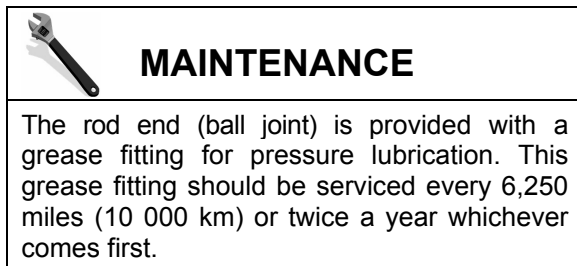 MAINTENANCE
The rod end (ball joint) is provided with a
grease fitting for pressure lubrication. This
grease fitting should be serviced every 6,250
miles (10 000 km) or twice a year whichever
comes first.